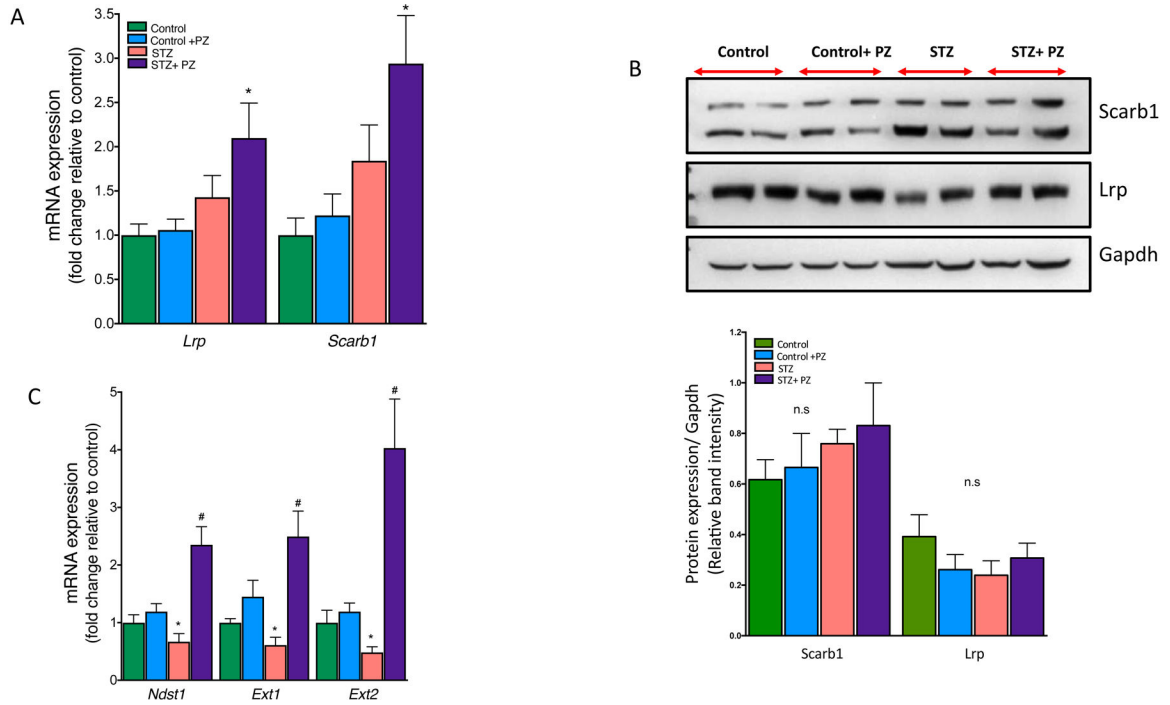 A
mRNA expression
(fold change relative to control)
3.5
3.0
2.5
2.0
1.5
1.0
0.5
0.0
Control
Control +PZ
STZ
STZ+ PZ
*
*
Lrp
Scarb1
B
Control
Control+ PZ
STZ
STZ+ PZ
Scarb1
Lrp
Gapdh
Protein expression/ Gapdh
(Relative band intensity)
1.2
1.0
0.8
0.6
0.4
0.2
0.0
Control
Control +PZ
STZ
STZ+ PZ
n.s
n.s
Scarb1
Lrp
C
mRNA expression
(fold change relative to control)
5
4
2
1
0
*
#
*
#
*
#
Ndst1
Ext1
Ext2